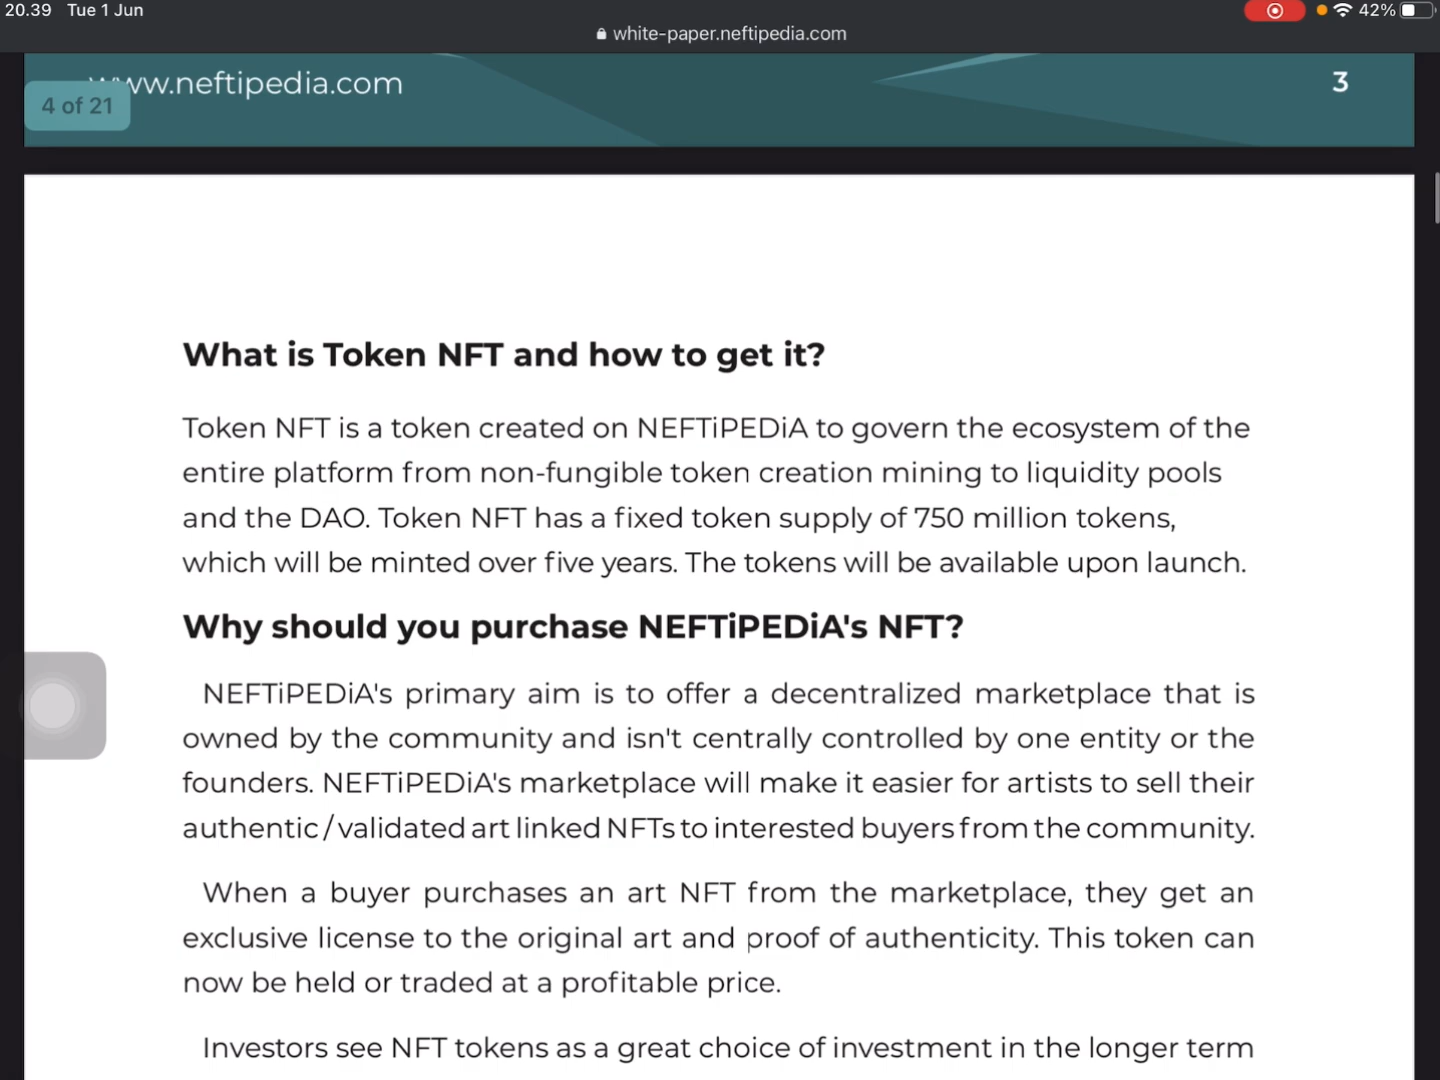 20.39 Tue 1 Jun
42%
white-paper.neftipedia.com
www.neftipedia.com
3
4 of 21
What is Token NFT and how to get it?
Token NFT is a token created on NEFTiPEDiA to govern the ecosystem of the
entire platform from non-fungible token creation mining to liquidity pools
and the DAO. Token NFT has a fixed token supply of 750 million tokens,
which will be minted over five years. The tokens will be available upon launch.
Why should you purchase NEFTiPEDiA's NFT?
NEFTiPEDiA's primary aim is to offer a decentralized marketplace that is
owned by the community and isn't centrally controlled by one entity or the
founders. NEFTiPEDiA's marketplace will make it easier for artists to sell their
authentic/validated art linked NFTs to interested buyers from the community.
When a buyer purchases an art NFT from the marketplace, they get an
exclusive license to the original art and proof of authenticity. This token can
now be held or traded at a profitable price.
Investors see NFT tokens as a great choice of investment in the longer term